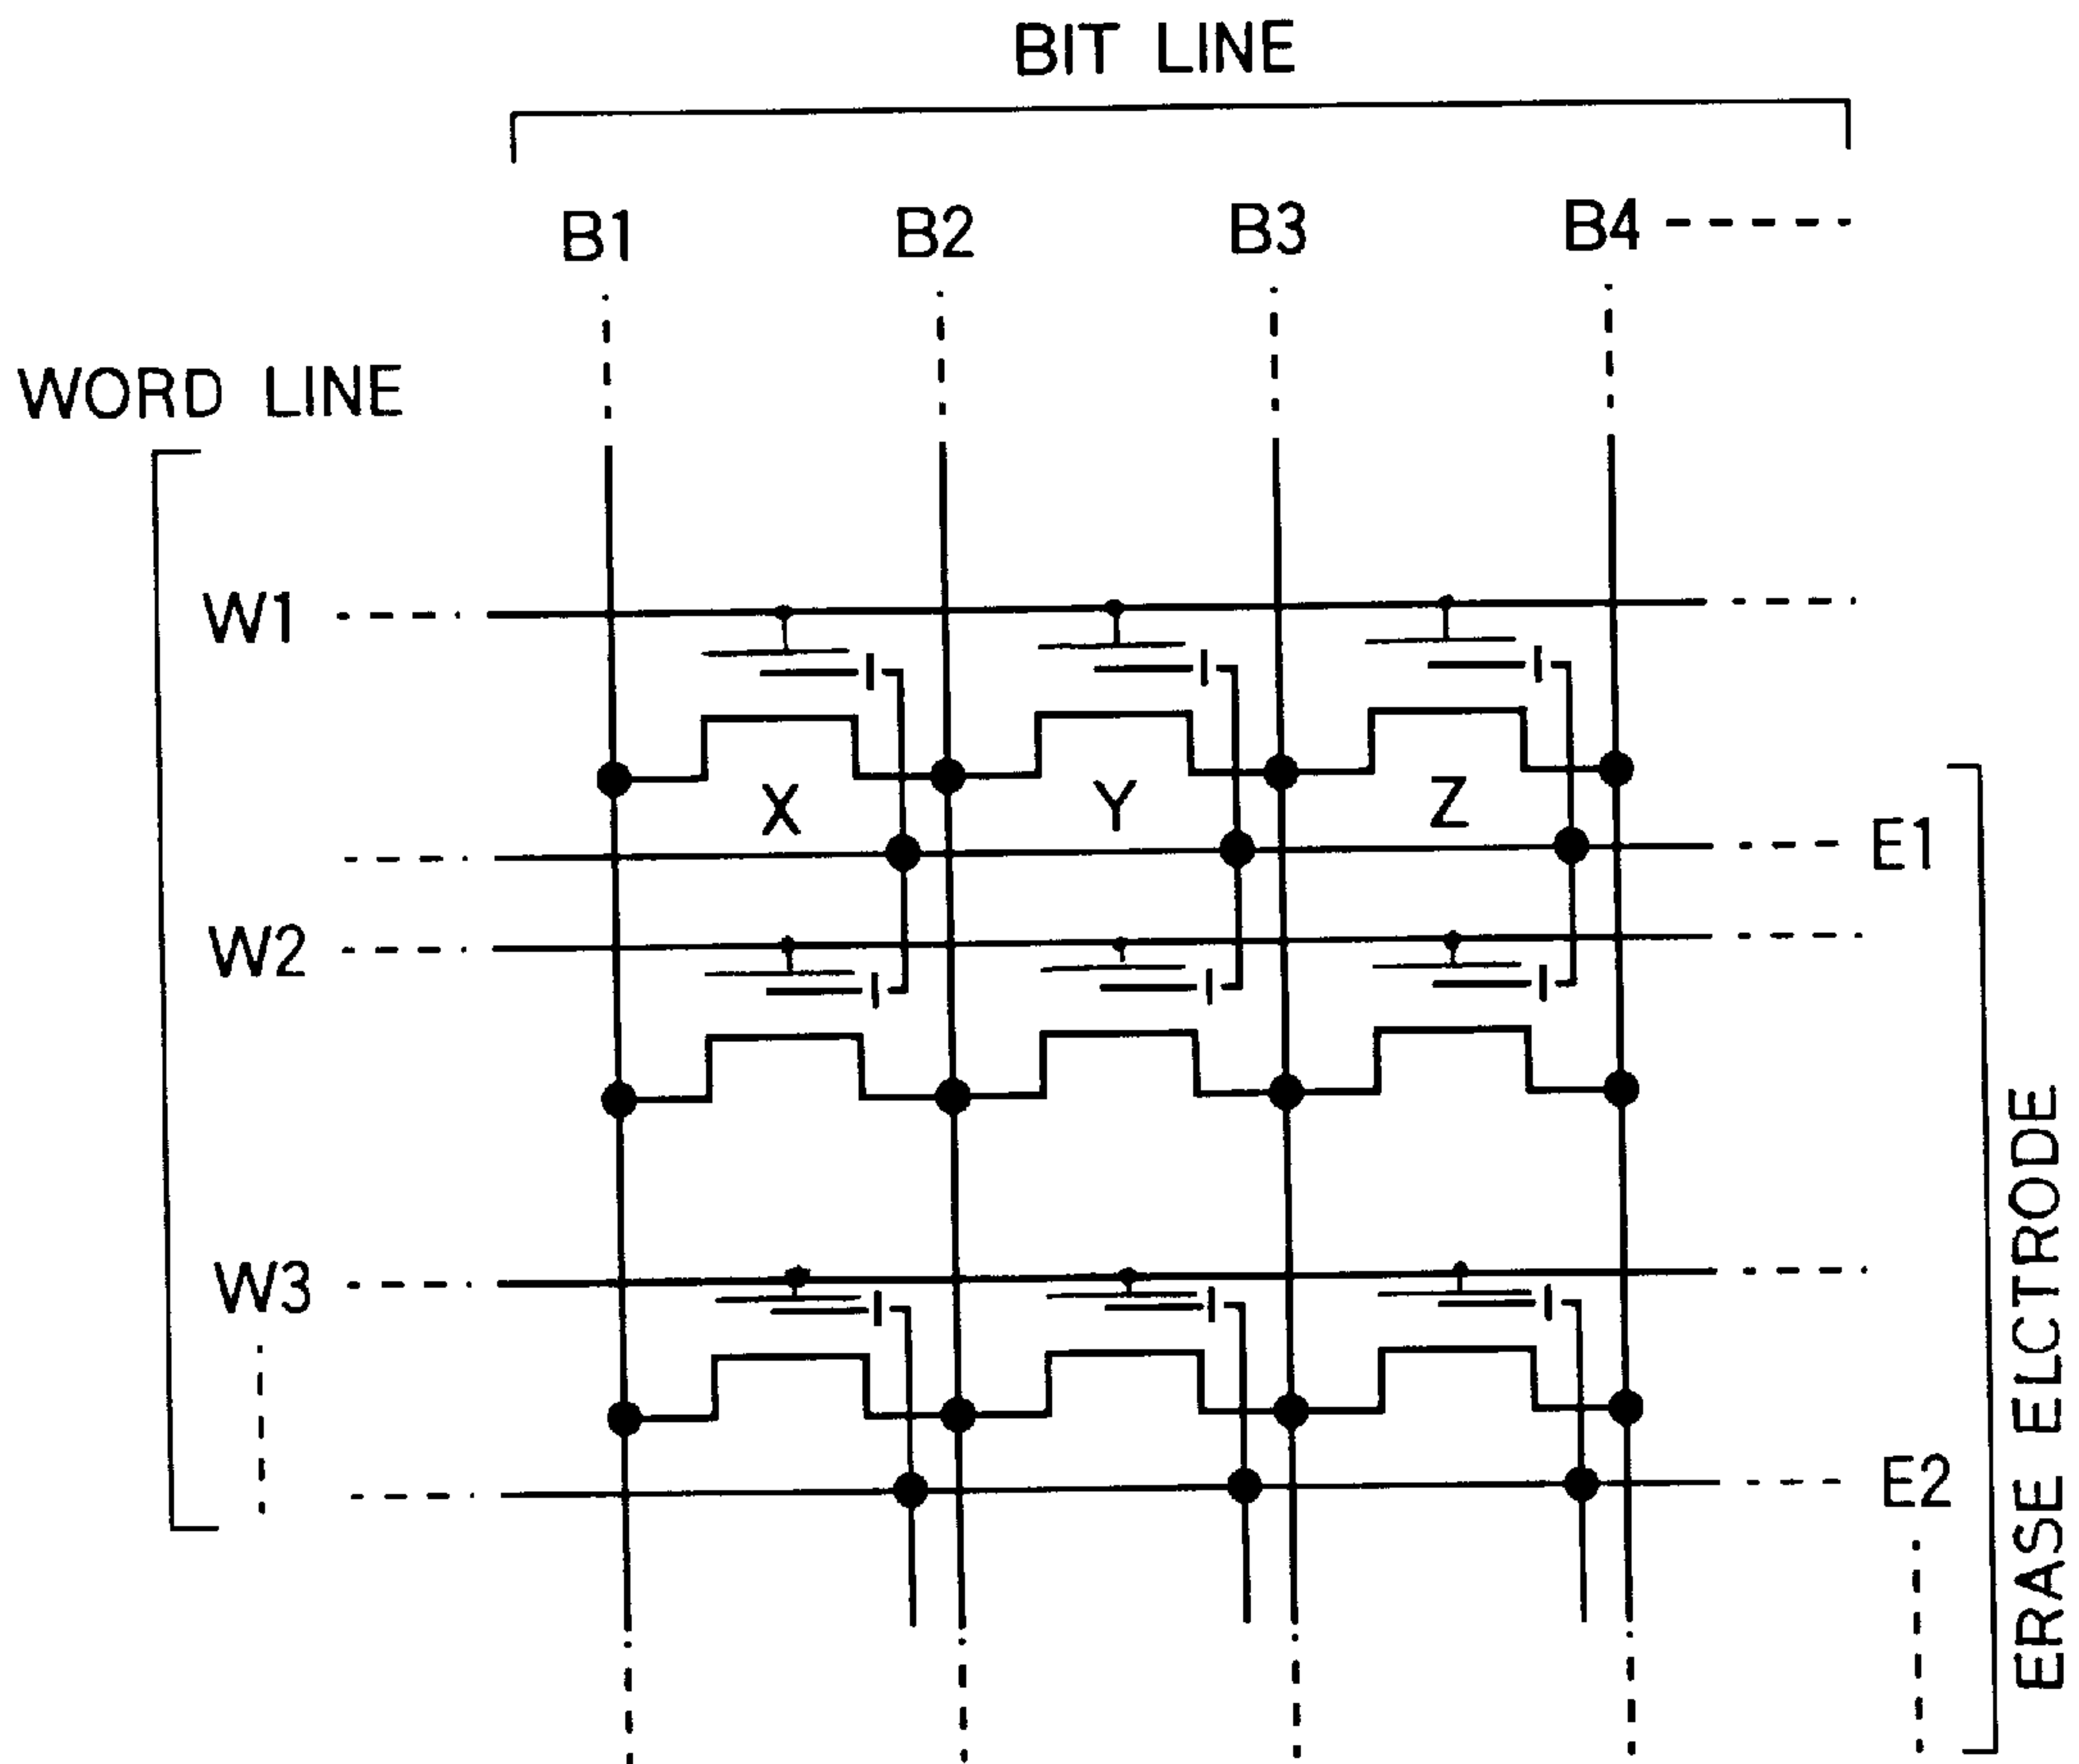 BIT LINE
B1 B2 B3 B4
WORD LINE
W1
X Y Z
E1
W2
W3
E2
ERASE ELCTRODE